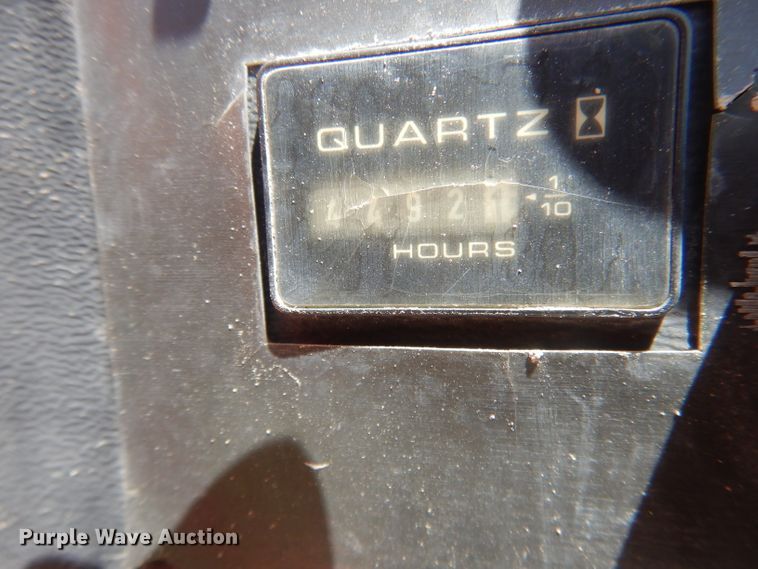 QUARTZ
1/10
HOURS
Purple Wave Auction